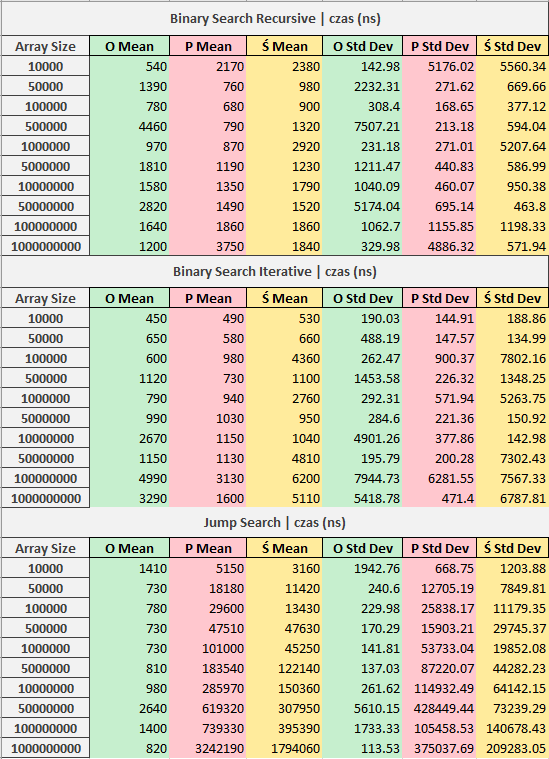 Binary Search Recursive | czas (ns)
Array Size O Mean P Mean Ś Mean O Std Dev P Std Dev Ś Std Dev
10000 540 2170 2380 142.98 5176.02 5560.34
50000 1390 760 980 2232.31 271.62 669.66
100000 780 680 900 308.4 168.65 377.12
500000 4460 790 1320 7507.21 213.18 594.04
1000000 970 870 2920 231.18 271.01 5207.64
5000000 1810 1190 1230 1211.47 440.83 586.99
10000000 1580 1350 1790 1040.09 460.07 950.38
50000000 2820 1490 1520 5174.04 695.14 463.8
100000000 1640 1860 1860 1062.7 1155.85 1198.33
1000000000 1200 3750 1840 329.98 4886.32 571.94
Binary Search Iterative | czas (ns)
Array Size O Mean P Mean Ś Mean O Std Dev P Std Dev Ś Std Dev
10000 450 490 530 190.03 144.91 188.86
50000 650 580 660 488.19 147.57 134.99
100000 600 980 4360 262.47 900.37 7802.16
500000 1120 730 1100 1453.58 226.32 1348.25
1000000 790 940 2760 292.31 571.94 5263.75
5000000 990 1030 950 284.6 221.36 150.92
10000000 2670 1150 1040 4901.26 377.86 142.98
50000000 1150 1130 4810 195.79 200.28 7302.43
100000000 4990 3130 6200 7944.73 6281.55 7567.33
1000000000 3290 1600 5110 5418.78 471.4 6787.81
Jump Search | czas (ns)
Array Size O Mean P Mean Ś Mean O Std Dev P Std Dev Ś Std Dev
10000 1410 5150 3160 1942.76 668.75 1203.88
50000 730 18180 11420 240.6 12705.19 7849.81
100000 780 29600 13430 229.98 25838.17 11179.35
500000 730 47510 47630 170.29 15903.21 29745.37
1000000 730 101000 45250 141.81 53733.04 19852.08
5000000 810 183540 122140 137.03 87220.07 44282.23
10000000 980 285970 150360 261.62 114932.49 64142.15
50000000 2640 619320 307950 5610.15 428449.44 73239.29
100000000 1400 739330 395390 1733.33 105458.53 140678.43
1000000000 820 3242190 1794060 113.53 375037.69 209283.05